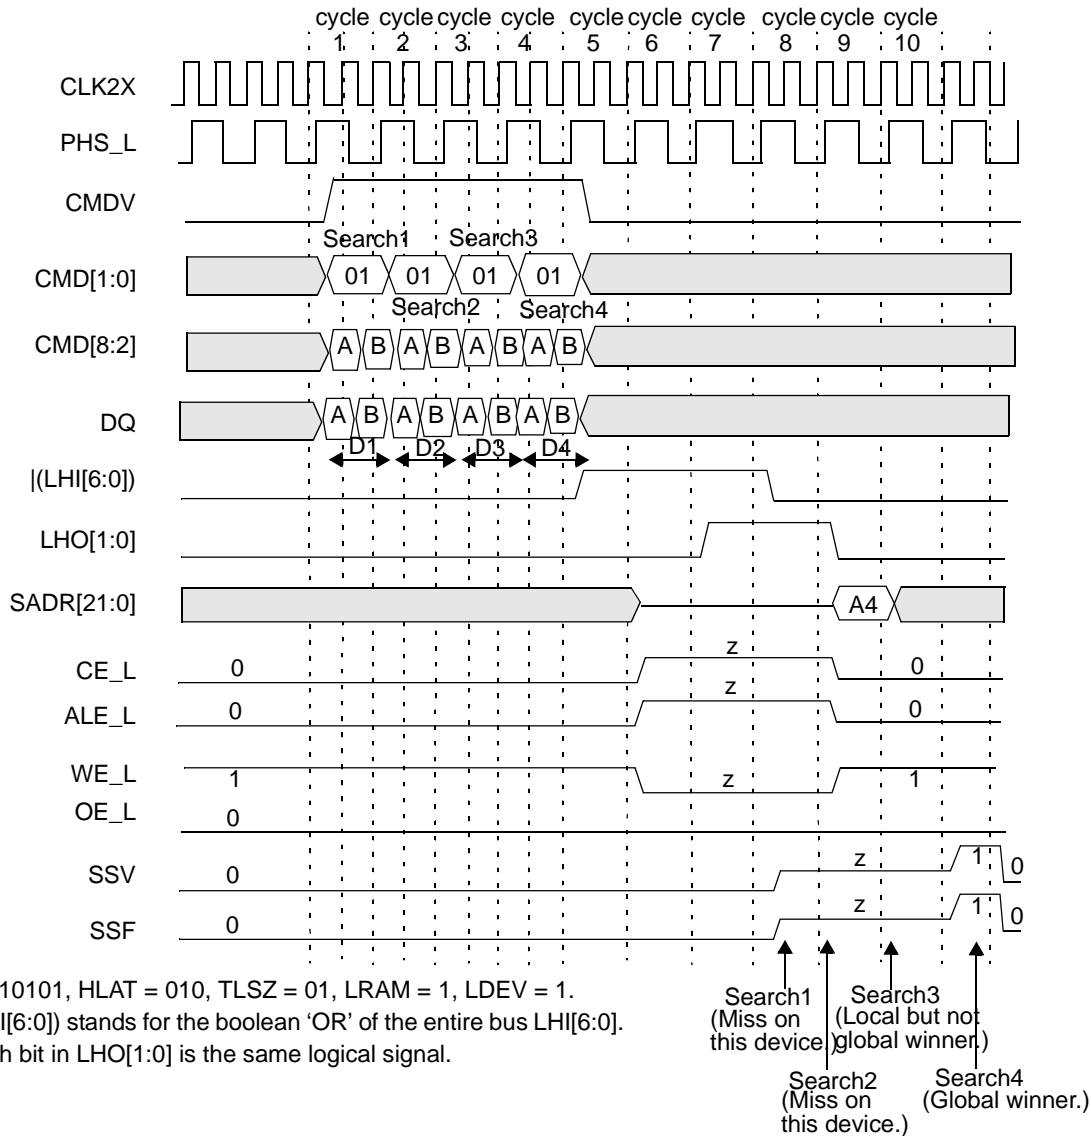 cycle cycle cycle cycle cycle cycle cycle cycle cycle cycle
1 2 3 4 5 6 7 8 9 10
CLK2X
PHS_L
CMDV
Search1 Search3
CMD[1:0] 01 01 01 01
Search2 Search4
CMD[8:2] A B A B A B A B
DQ A B A B A B A B
D1 D2 D3 D4
|(LHI[6:0])
LHO[1:0]
SADR[21:0] A4
CE_L 0 z 0
ALE_L 0 z 0
WE_L 1 z 1
OE_L 0
SSV 0 z 1 0
SSF 0 z 1 0
10101, HLAT = 010, TLSZ = 01, LRAM = 1, LDEV = 1.
I[6:0]) stands for the boolean 'OR' of the entire bus LHI[6:0].
h bit in LHO[1:0] is the same logical signal.
Search1
(Miss on
this device.)
Search3
(Local but not
global winner.)
Search2
(Miss on
this device.)
Search4
(Global winner.)